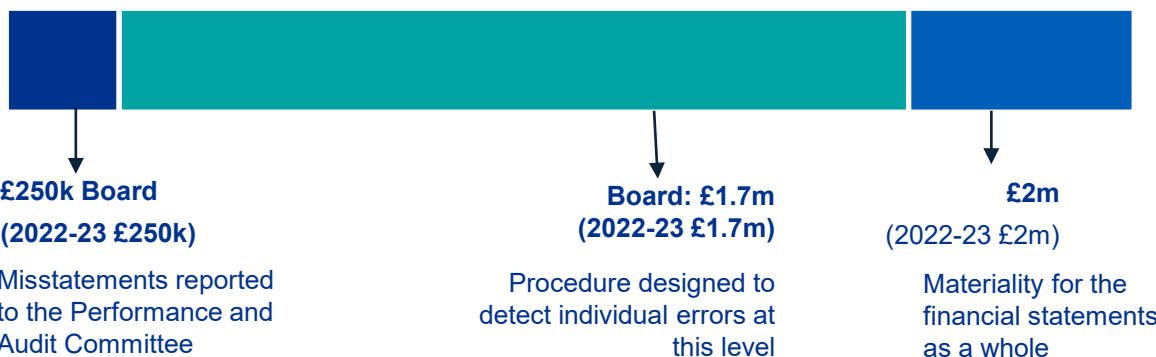 £250k Board
(2022-23 £250k)
Misstatements reported
to the Performance and
Audit Committee
Board: £1.7m
(2022-23 £1.7m)
Procedure designed to
detect individual errors at
this level
£2m
(2022-23 £2m)
Materiality for the
financial statements
as a whole